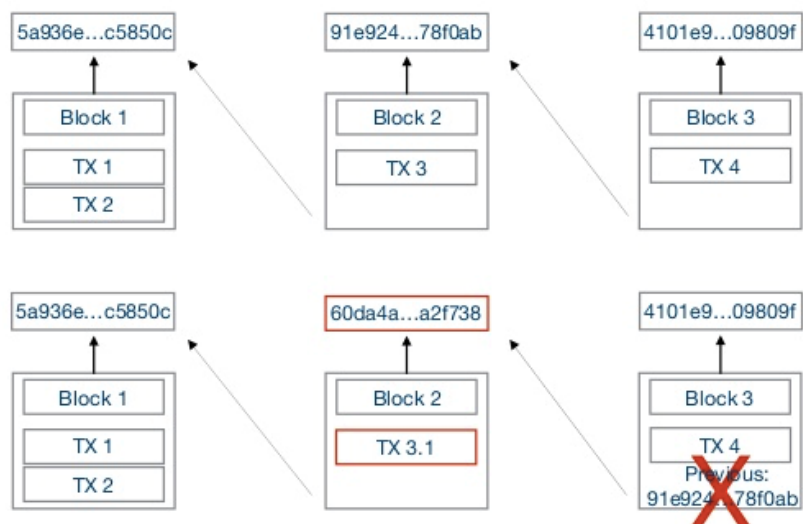 5a936e...c5850c
91e924...78f0ab
4101e9...09809f
Block 1
Block 2
Block 3
TX 1
TX 3
TX 4
TX 2
5a936e...c5850c
60da4a...a2f738
4101e9...09809f
Block 1
Block 2
Block 3
TX 1
TX 3.1
TX 4
TX 2
Previous:
91e924...78f0ab